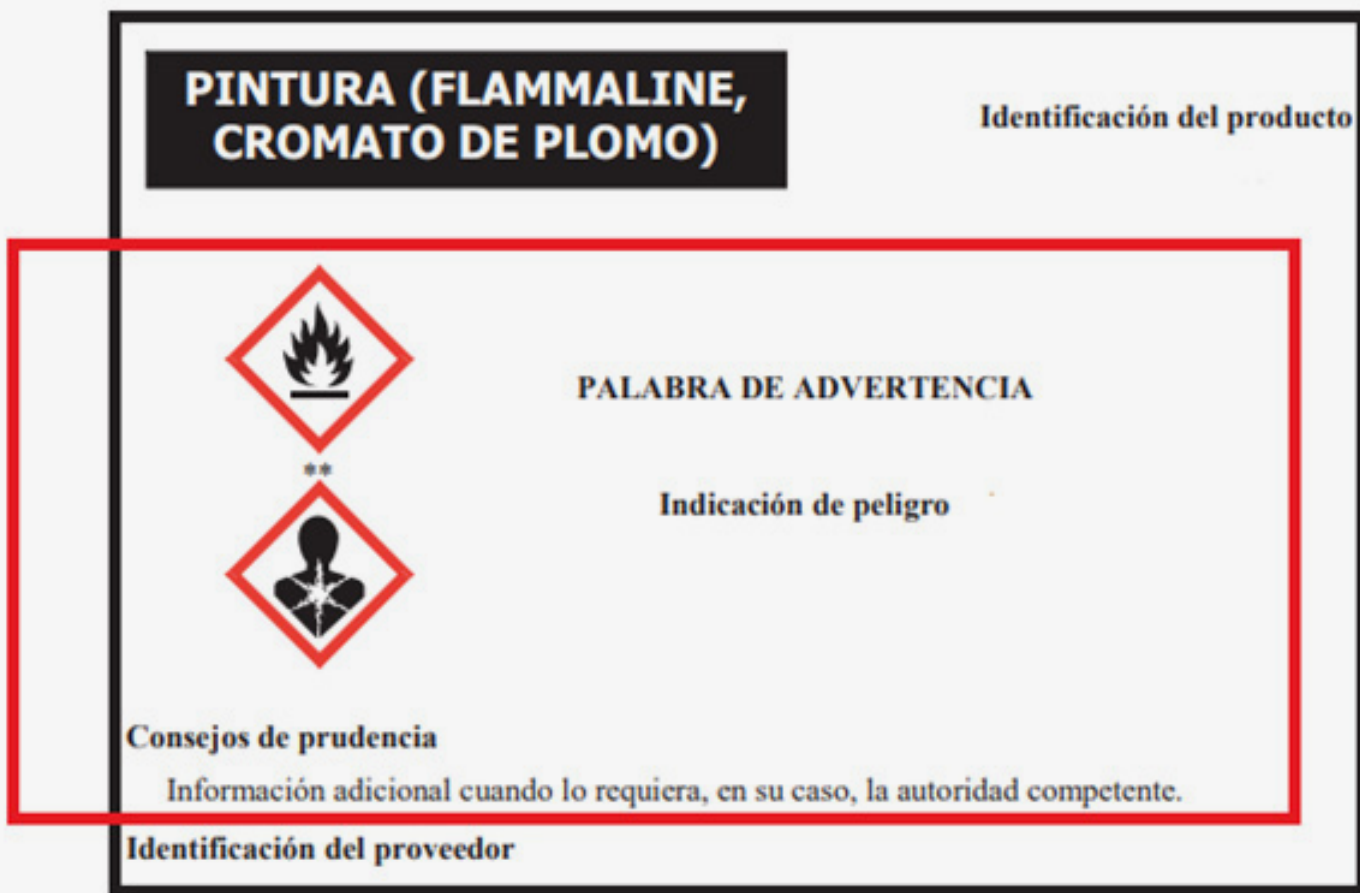 PINTURA (FLAMMALINE,
CROMATO DE PLOMO)
Identificación del producto
PALABRA DE ADVERTENCIA
**
Indicación de peligro
Consejos de prudencia
Información adicional cuando lo requiera, en su caso, la autoridad competente.
Identificación del proveedor